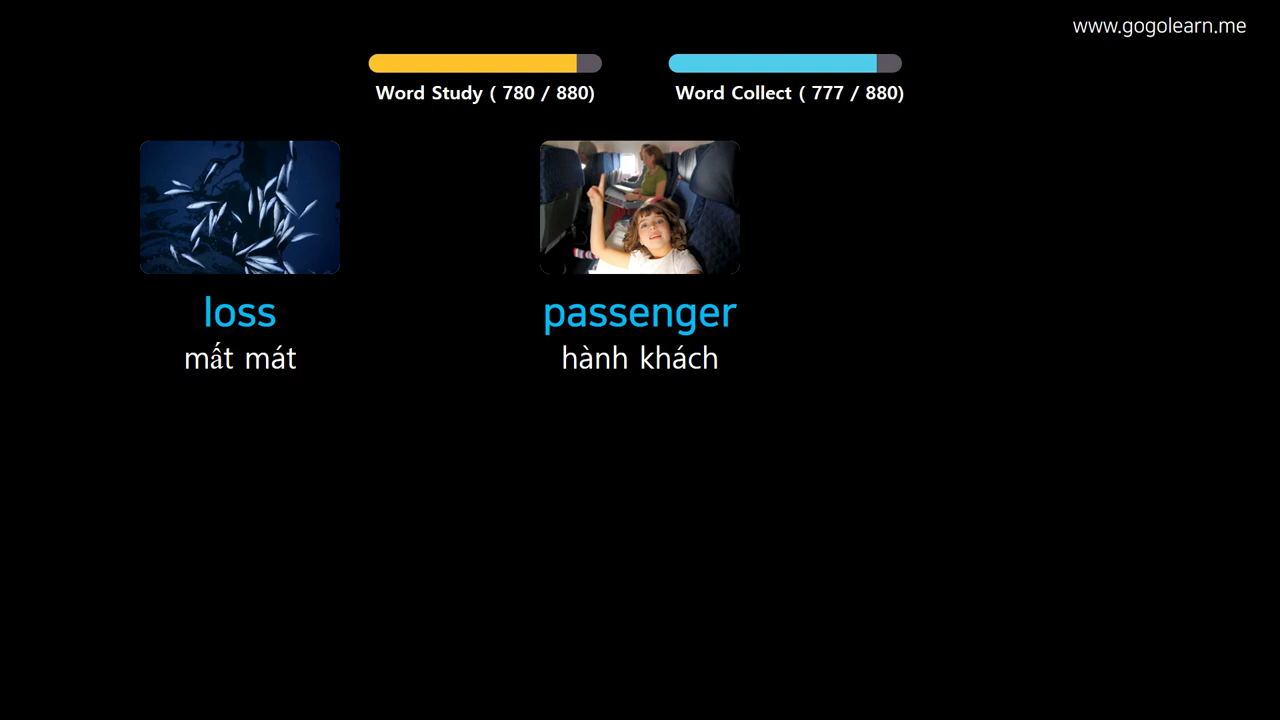 www.gogolearn.me
Word Study ( 780 / 880)
Word Collect ( 777 / 880)
loss
mất mát
passenger
hành khách